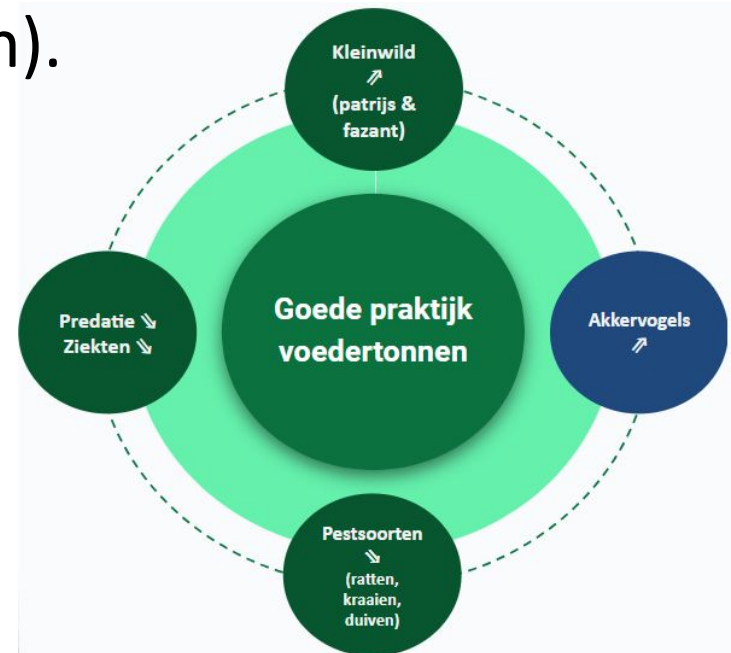 n).
Kleinwild
⇗
(patrijs &
fazant)
Predatie ⇘
Ziekten ⇘
Goede praktijk
voedertonnen
Akkervogels
⇗
Pestsoorten
⇘
(ratten,
kraaien,
duiven)